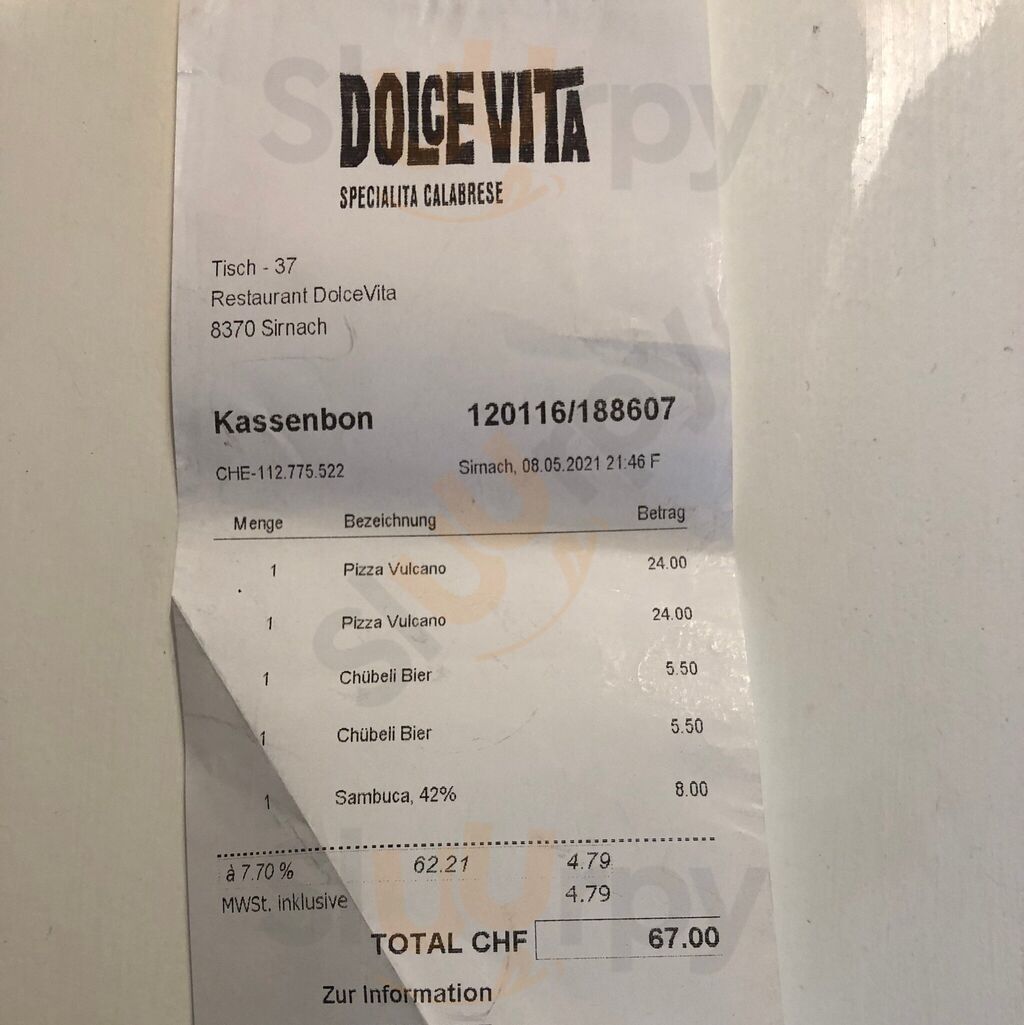 DOLCE VITA
SPECIALITA CALABRESE
Tisch - 37
Restaurant DolceVita
8370 Sirnach
Kassenbon 120116/188607
CHE-112.775.522 Sirnach, 08.05.2021 21:46 F
Menge Bezeichnung Betrag
1 Pizza Vulcano 24.00
1 Pizza Vulcano 24.00
1 Chübeli Bier 5.50
1 Chübeli Bier 5.50
1 Sambuca, 42% 8.00
à 7.70 % 62.21 4.79
MWSt. inklusive 4.79
TOTAL CHF 67.00
Zur Information
slurpy
slurpy
slurpy